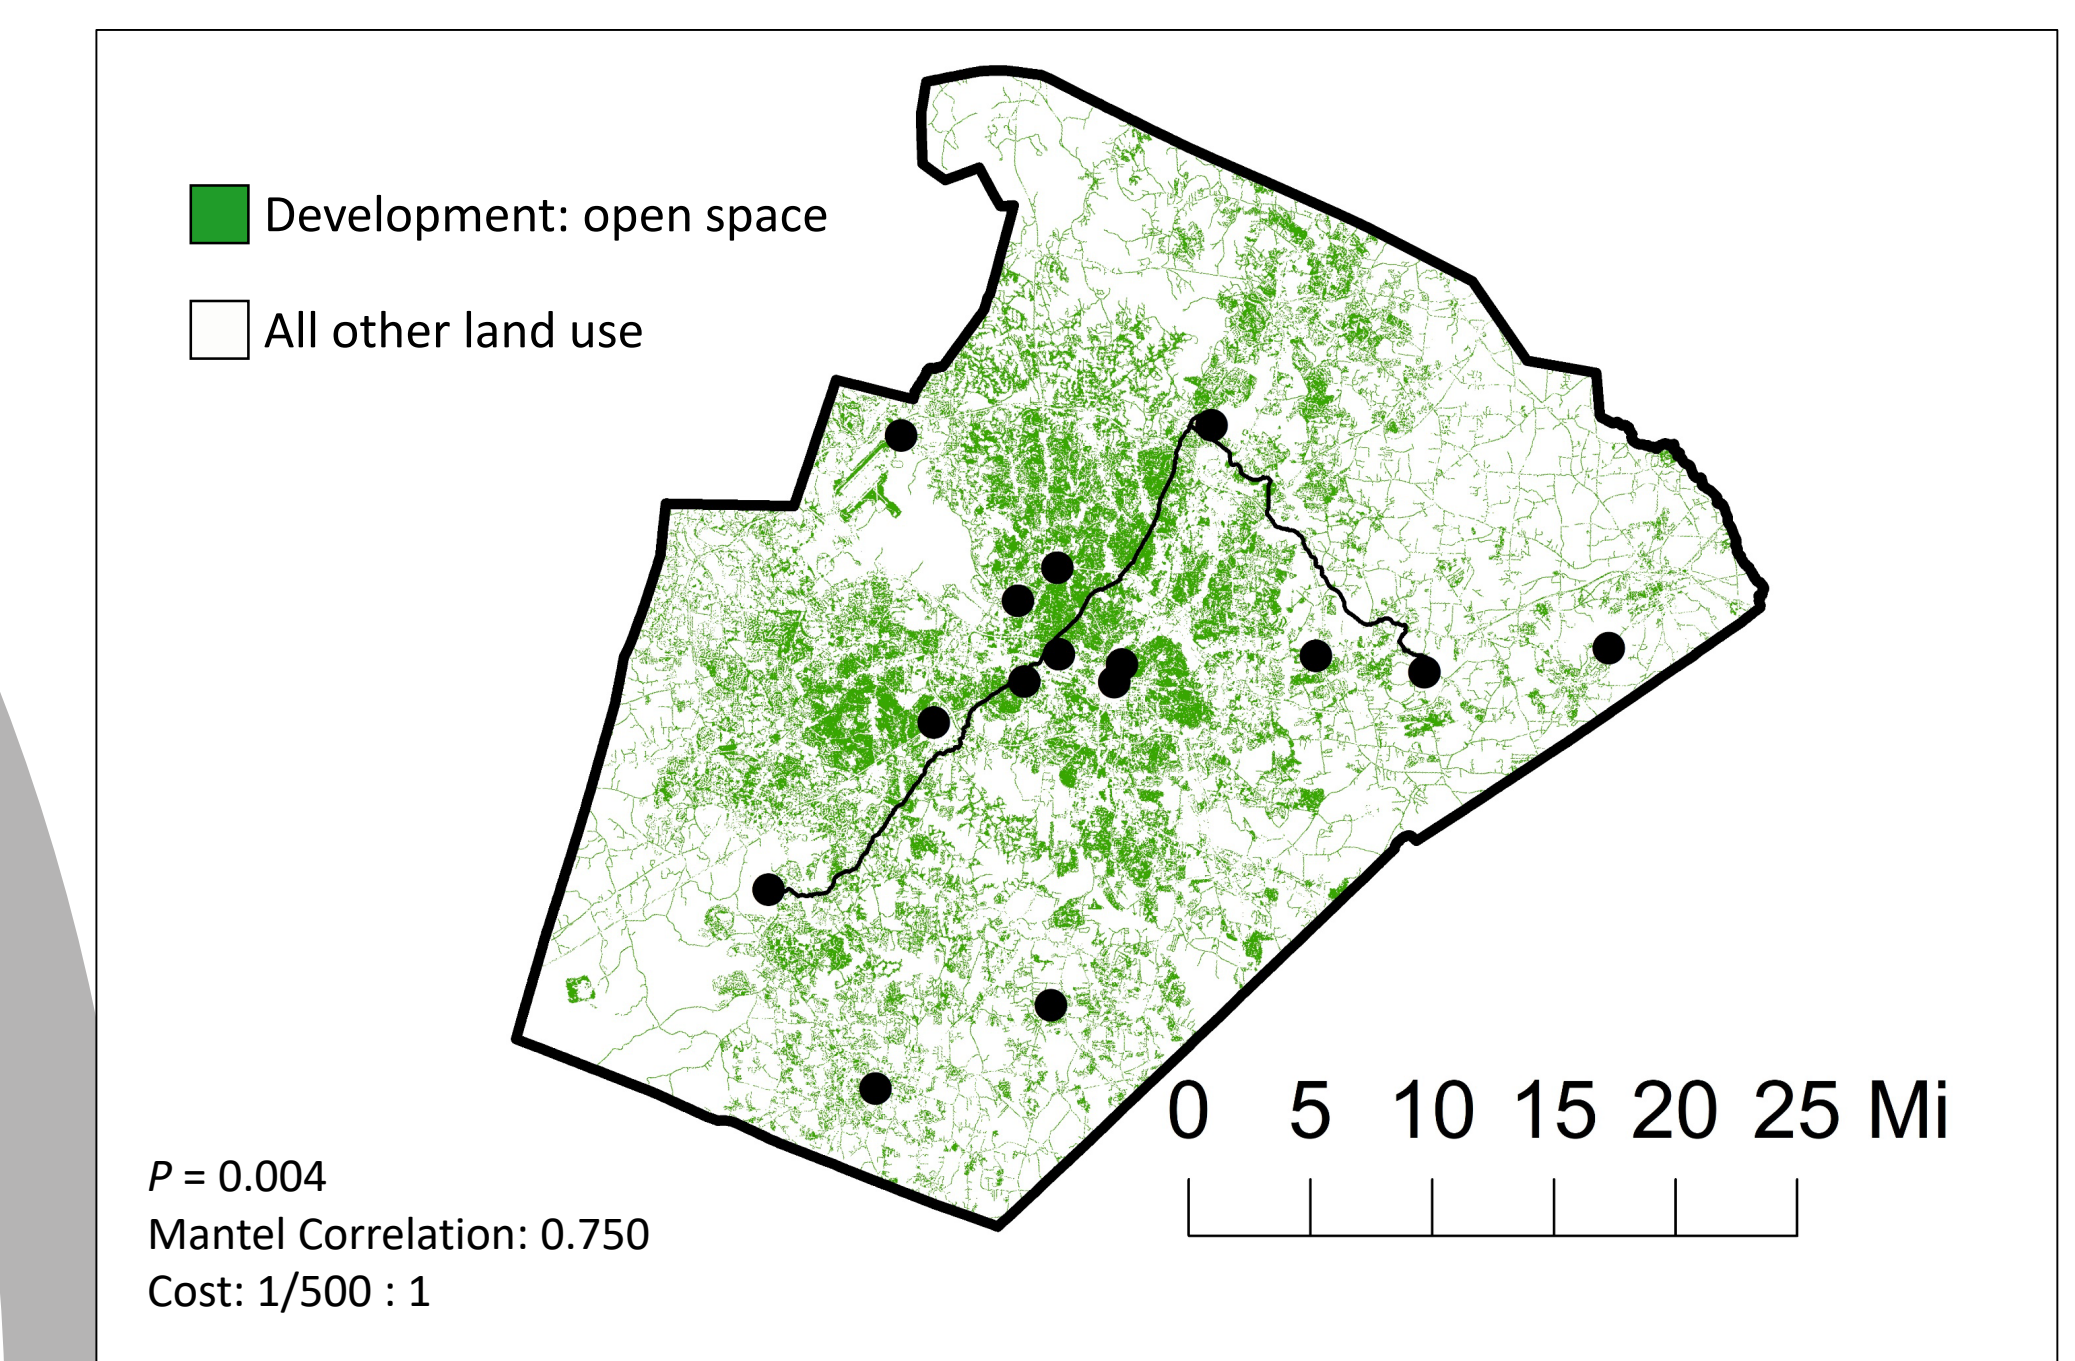 Development: open space
All other land use
0 5 10 15 20 25 Mi
P = 0.004
Mantel Correlation: 0.750
Cost: 1/500 : 1